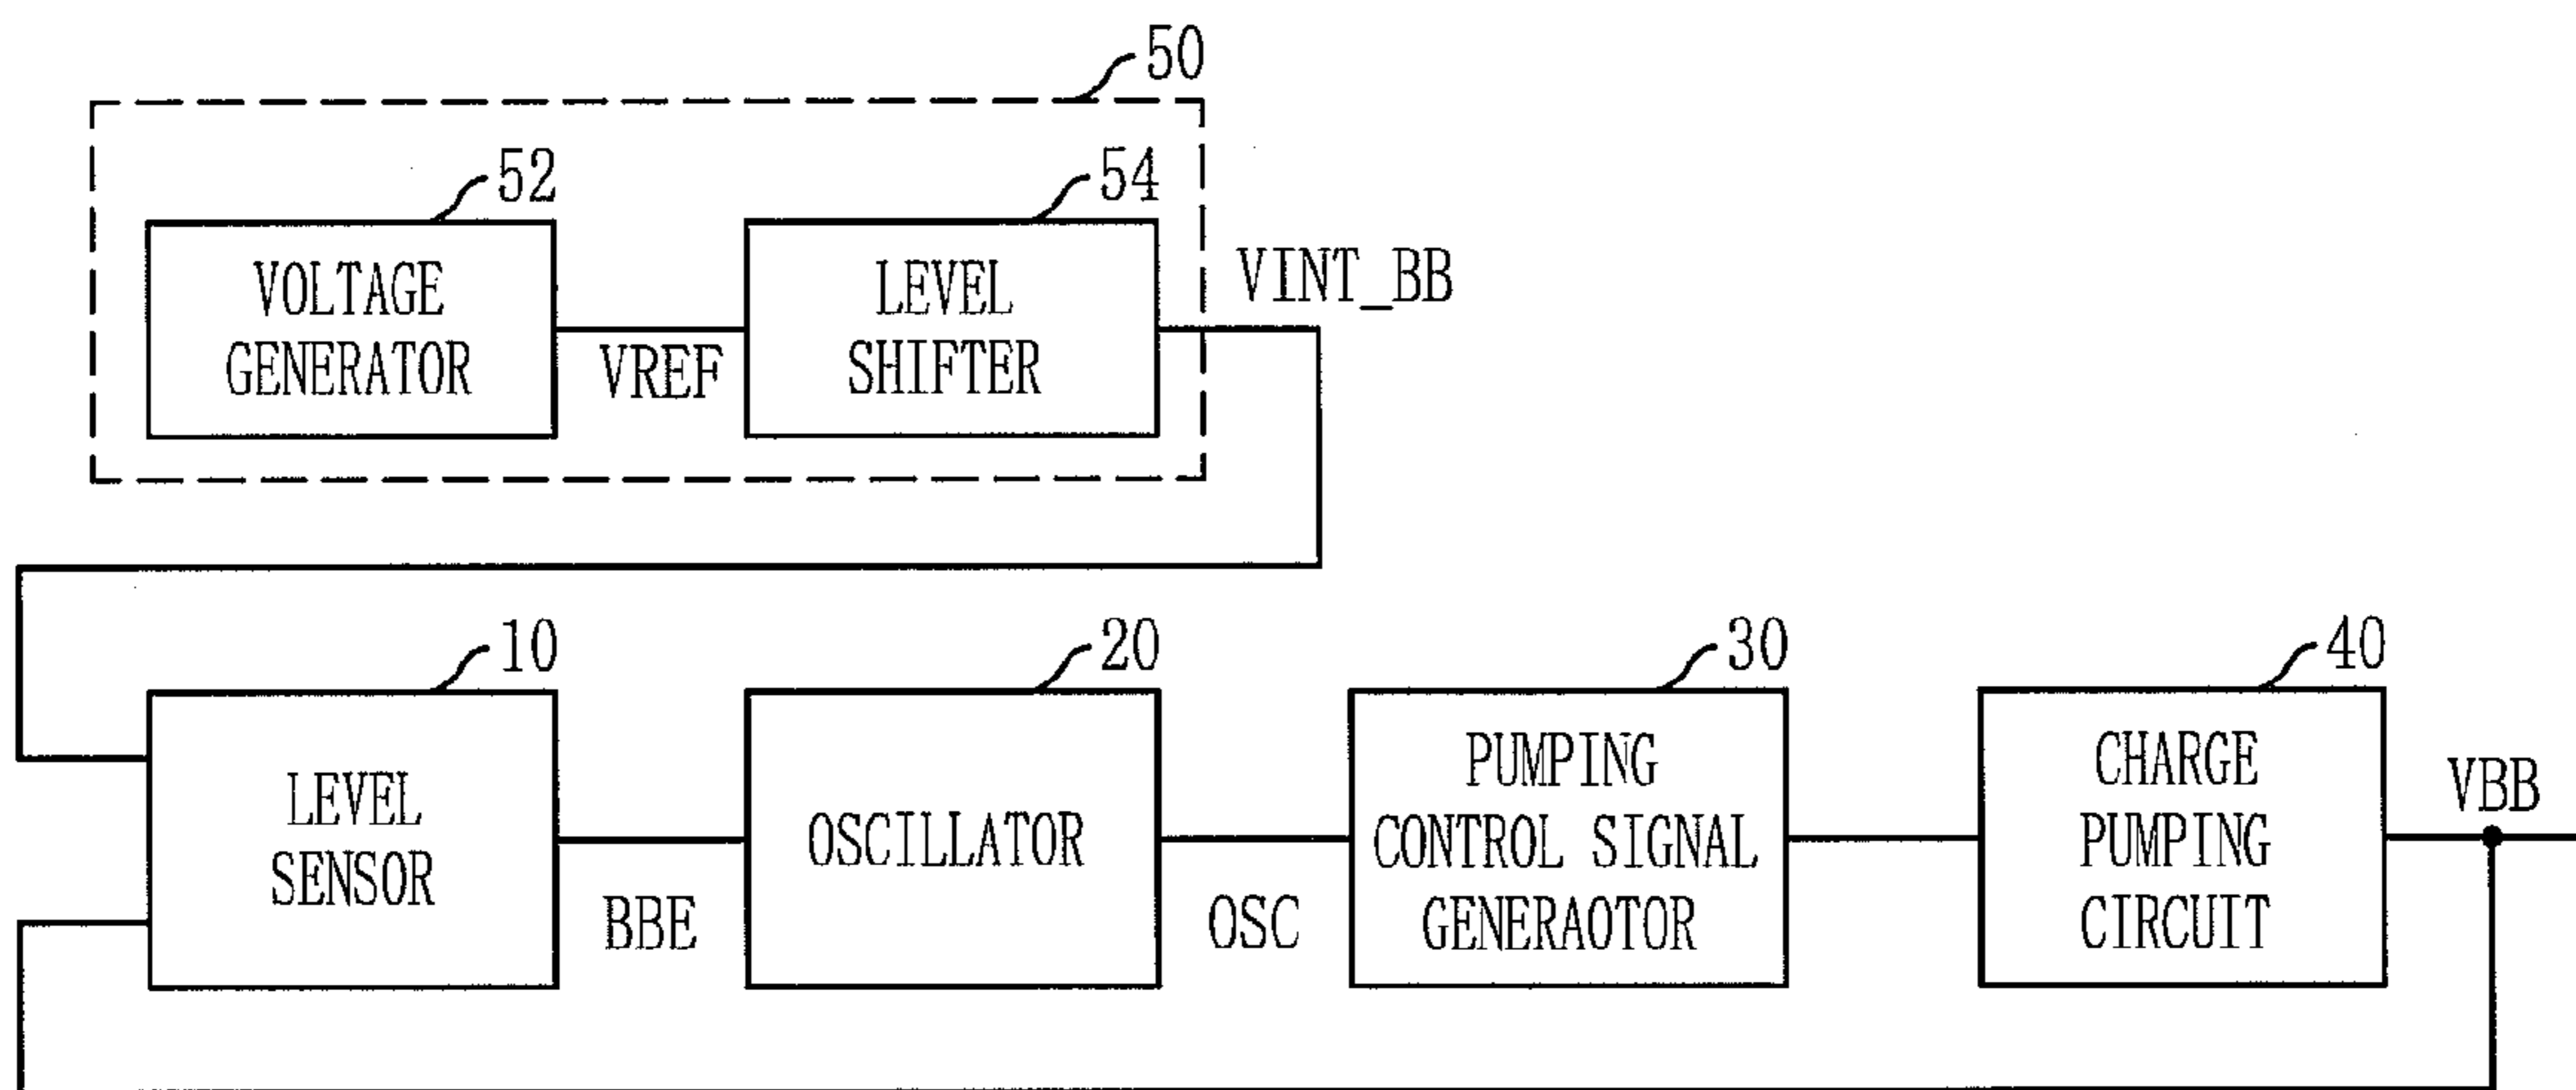 50
52
54
VOLTAGE
GENERATOR
VREF
LEVEL
SHIFTER
VINT_BB
10
20
30
40
LEVEL
SENSOR
BBE
OSCILLATOR
OSC
PUMPING
CONTROL SIGNAL
GENERAOTOR
CHARGE
PUMPING
CIRCUIT
VBB